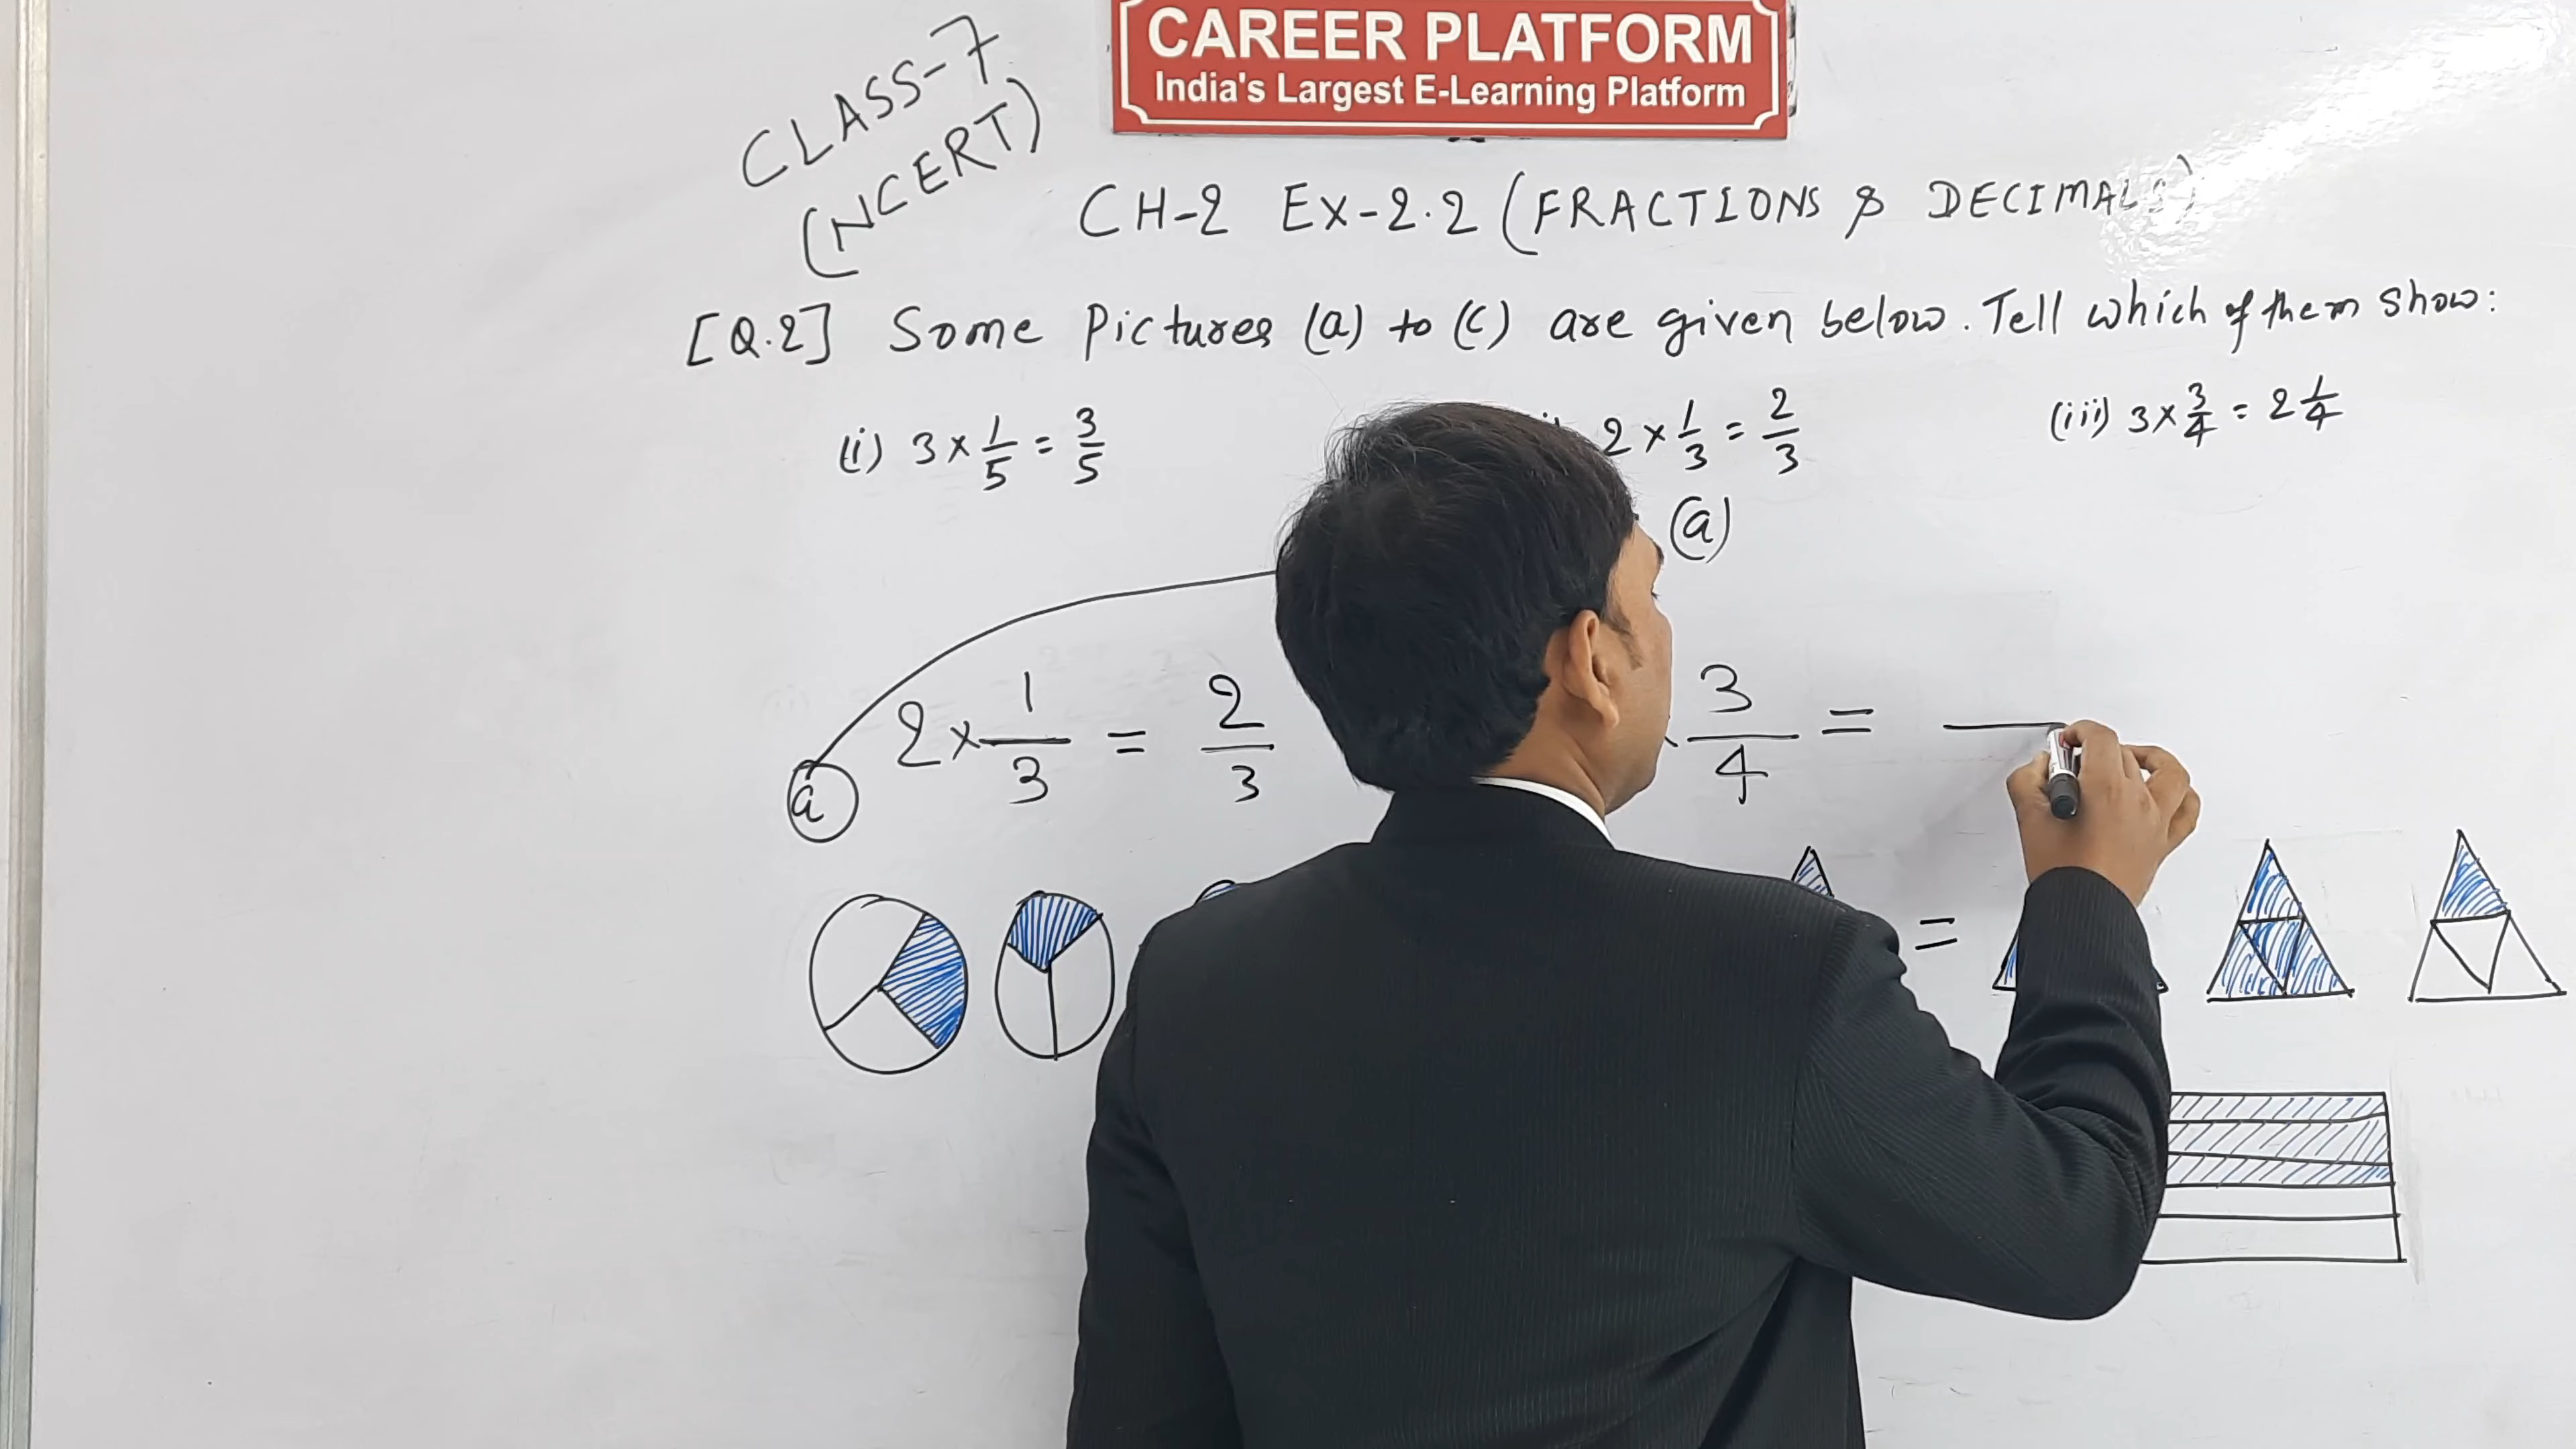 CAREER PLATFORM
India's Largest E-Learning Platform
CLASS-7
(NCERT)
CH-2 EX-2.2 (FRACTIONS & DECIMALS)
[Q.2] Some Pictures (a) to (c) are given below. Tell which of them show:
(i) 3 × 1/5 = 3/5
2 × 1/3 = 2/3
(iii) 3 × 3/4 = 2 1/4
(a)
(a) 2 × 1/3 = 2/3
3/4 =
=